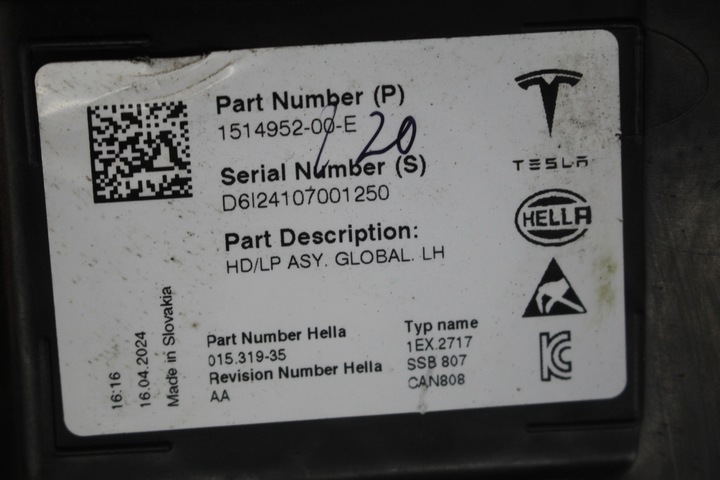 Part Number (P)
1514952-00-E
120
Serial Number (S)
D6I24107001250
Part Description:
HD/LP ASY. GLOBAL. LH
TESLA
HELLA
Part Number Hella
015.319-35
Revision Number Hella
AA
Typ name
1EX.2717
SSB 807
CAN808
16:16
16.04.2024
Made in Slovakia